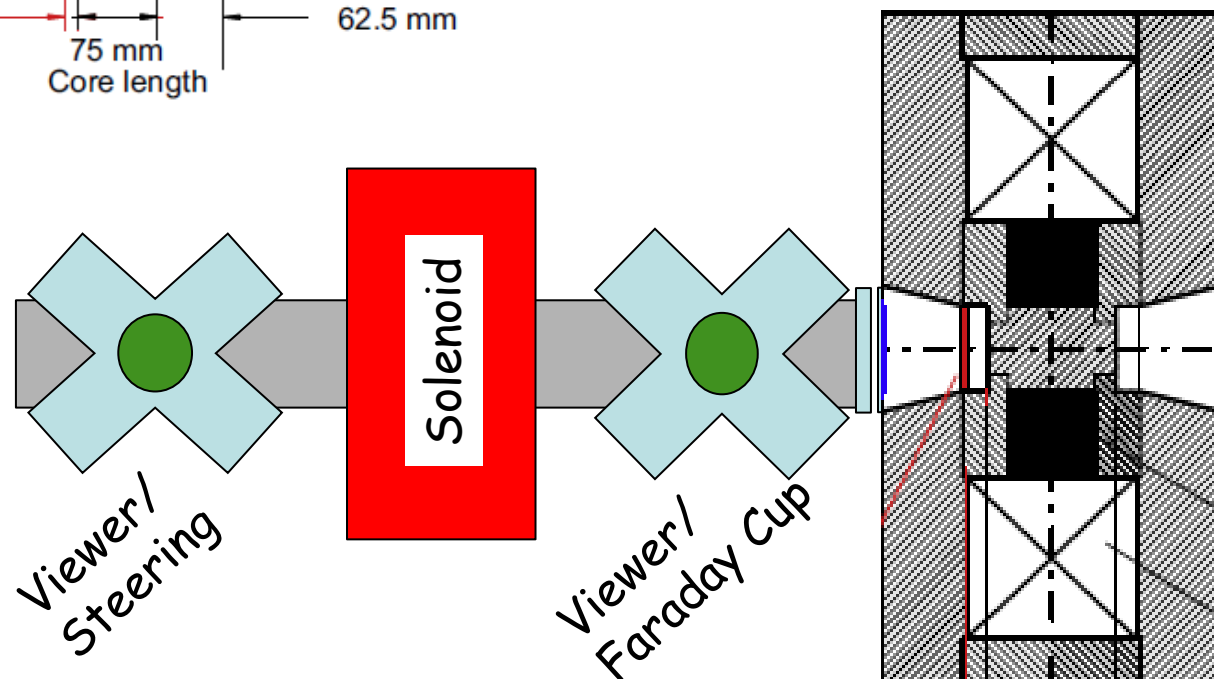 62.5 mm
75 mm
Core length
Solenoid
Viewer/
Steering
Viewer/
Faraday Cup